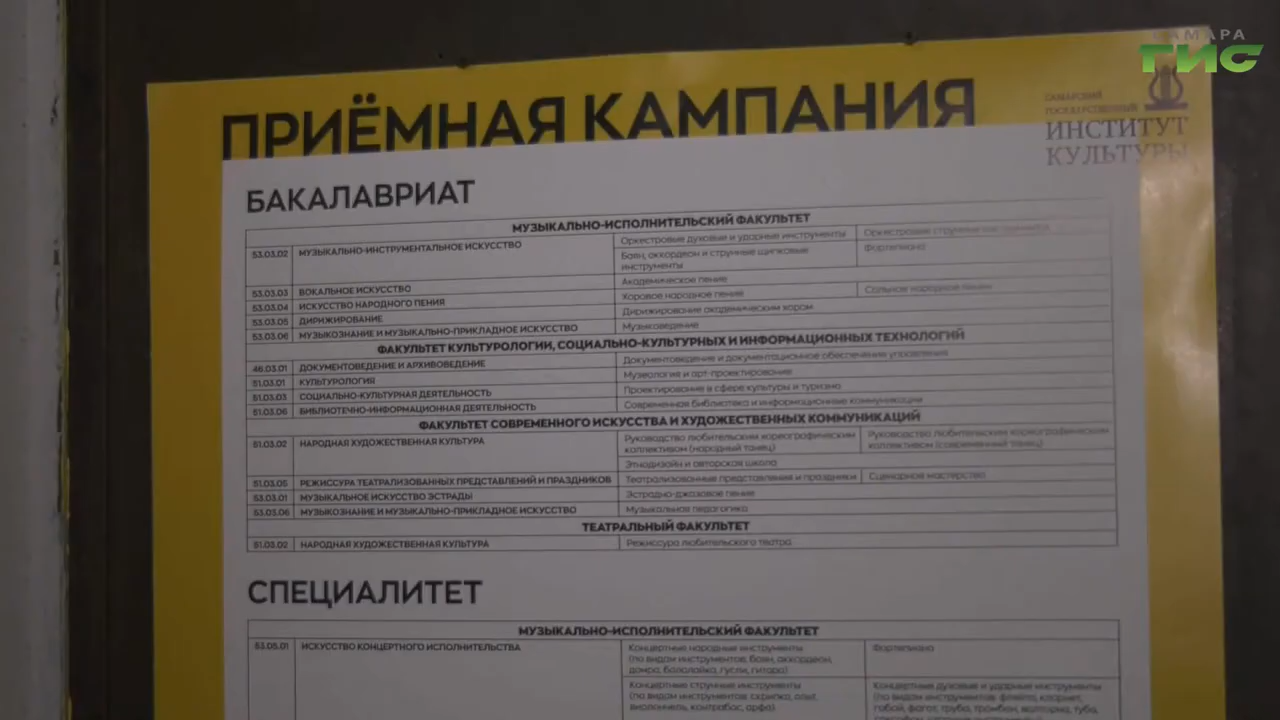 САМАРА
ГИС
ПРИЁМНАЯ КАМПАНИЯ
САМАРСКИЙ
ГОСУДАРСТВЕННЫЙ
ИНСТИТУТ
КУЛЬТУРЫ
БАКАЛАВРИАТ
МУЗЫКАЛЬНО-ИСПОЛНИТЕЛЬСКИЙ ФАКУЛЬТЕТ
53.03.02 МУЗЫКАЛЬНО-ИНСТРУМЕНТАЛЬНОЕ ИСКУССТВО Оркестровые духовые и ударные инструменты Оркестровые струнные инструменты
Баян, аккордеон и струнные щипковые Фортепиано
инструменты
53.03.03 ВОКАЛЬНОЕ ИСКУССТВО Академическое пение
53.03.04 ИСКУССТВО НАРОДНОГО ПЕНИЯ Хоровое народное пение Сольное народное пение
53.03.05 ДИРИЖИРОВАНИЕ Дирижирование академическим хором
53.03.06 МУЗЫКОЗНАНИЕ И МУЗЫКАЛЬНО-ПРИКЛАДНОЕ ИСКУССТВО Музыковедение
ФАКУЛЬТЕТ КУЛЬТУРОЛОГИИ, СОЦИАЛЬНО-КУЛЬТУРНЫХ И ИНФОРМАЦИОННЫХ ТЕХНОЛОГИЙ
46.03.01 ДОКУМЕНТОВЕДЕНИЕ И АРХИВОВЕДЕНИЕ Документоведение и документационное обеспечение управления
51.03.01 КУЛЬТУРОЛОГИЯ Музеология и арт-проектирование
51.03.03 СОЦИАЛЬНО-КУЛЬТУРНАЯ ДЕЯТЕЛЬНОСТЬ Проектирование в сфере культуры и туризма
51.03.06 БИБЛИОТЕЧНО-ИНФОРМАЦИОННАЯ ДЕЯТЕЛЬНОСТЬ Современная библиотека и информационные коммуникации
ФАКУЛЬТЕТ СОВРЕМЕННОГО ИСКУССТВА И ХУДОЖЕСТВЕННЫХ КОММУНИКАЦИЙ
51.03.02 НАРОДНАЯ ХУДОЖЕСТВЕННАЯ КУЛЬТУРА Руководство любительским хореографическим Руководство любительским хореографическим
коллективом (народный танец) коллективом (современный танец)
Этнодизайн и авторская школа
51.03.05 РЕЖИССУРА ТЕАТРАЛИЗОВАННЫХ ПРЕДСТАВЛЕНИЙ И ПРАЗДНИКОВ Театрализованные представления и праздники Сценарное мастерство
53.03.01 МУЗЫКАЛЬНОЕ ИСКУССТВО ЭСТРАДЫ Эстрадно-джазовое пение
53.03.06 МУЗЫКОЗНАНИЕ И МУЗЫКАЛЬНО-ПРИКЛАДНОЕ ИСКУССТВО Музыкальная педагогика
ТЕАТРАЛЬНЫЙ ФАКУЛЬТЕТ
51.03.02 НАРОДНАЯ ХУДОЖЕСТВЕННАЯ КУЛЬТУРА Режиссура любительского театра
СПЕЦИАЛИТЕТ
МУЗЫКАЛЬНО-ИСПОЛНИТЕЛЬСКИЙ ФАКУЛЬТЕТ
53.05.01 ИСКУССТВО КОНЦЕРТНОГО ИСПОЛНИТЕЛЬСТВА Концертные народные инструменты Фортепиано
(по видам инструментов: баян, аккордеон,
домра, балалайка, гусли, гитара)
Концертные струнные инструменты Концертные духовые и ударные инструменты
(по видам инструментов: скрипка, альт, (по видам инструментов: флейта, кларнет,
виолончель, контрабас, арфа) гобой, фагот, труба, тромбон, валторна, туба,